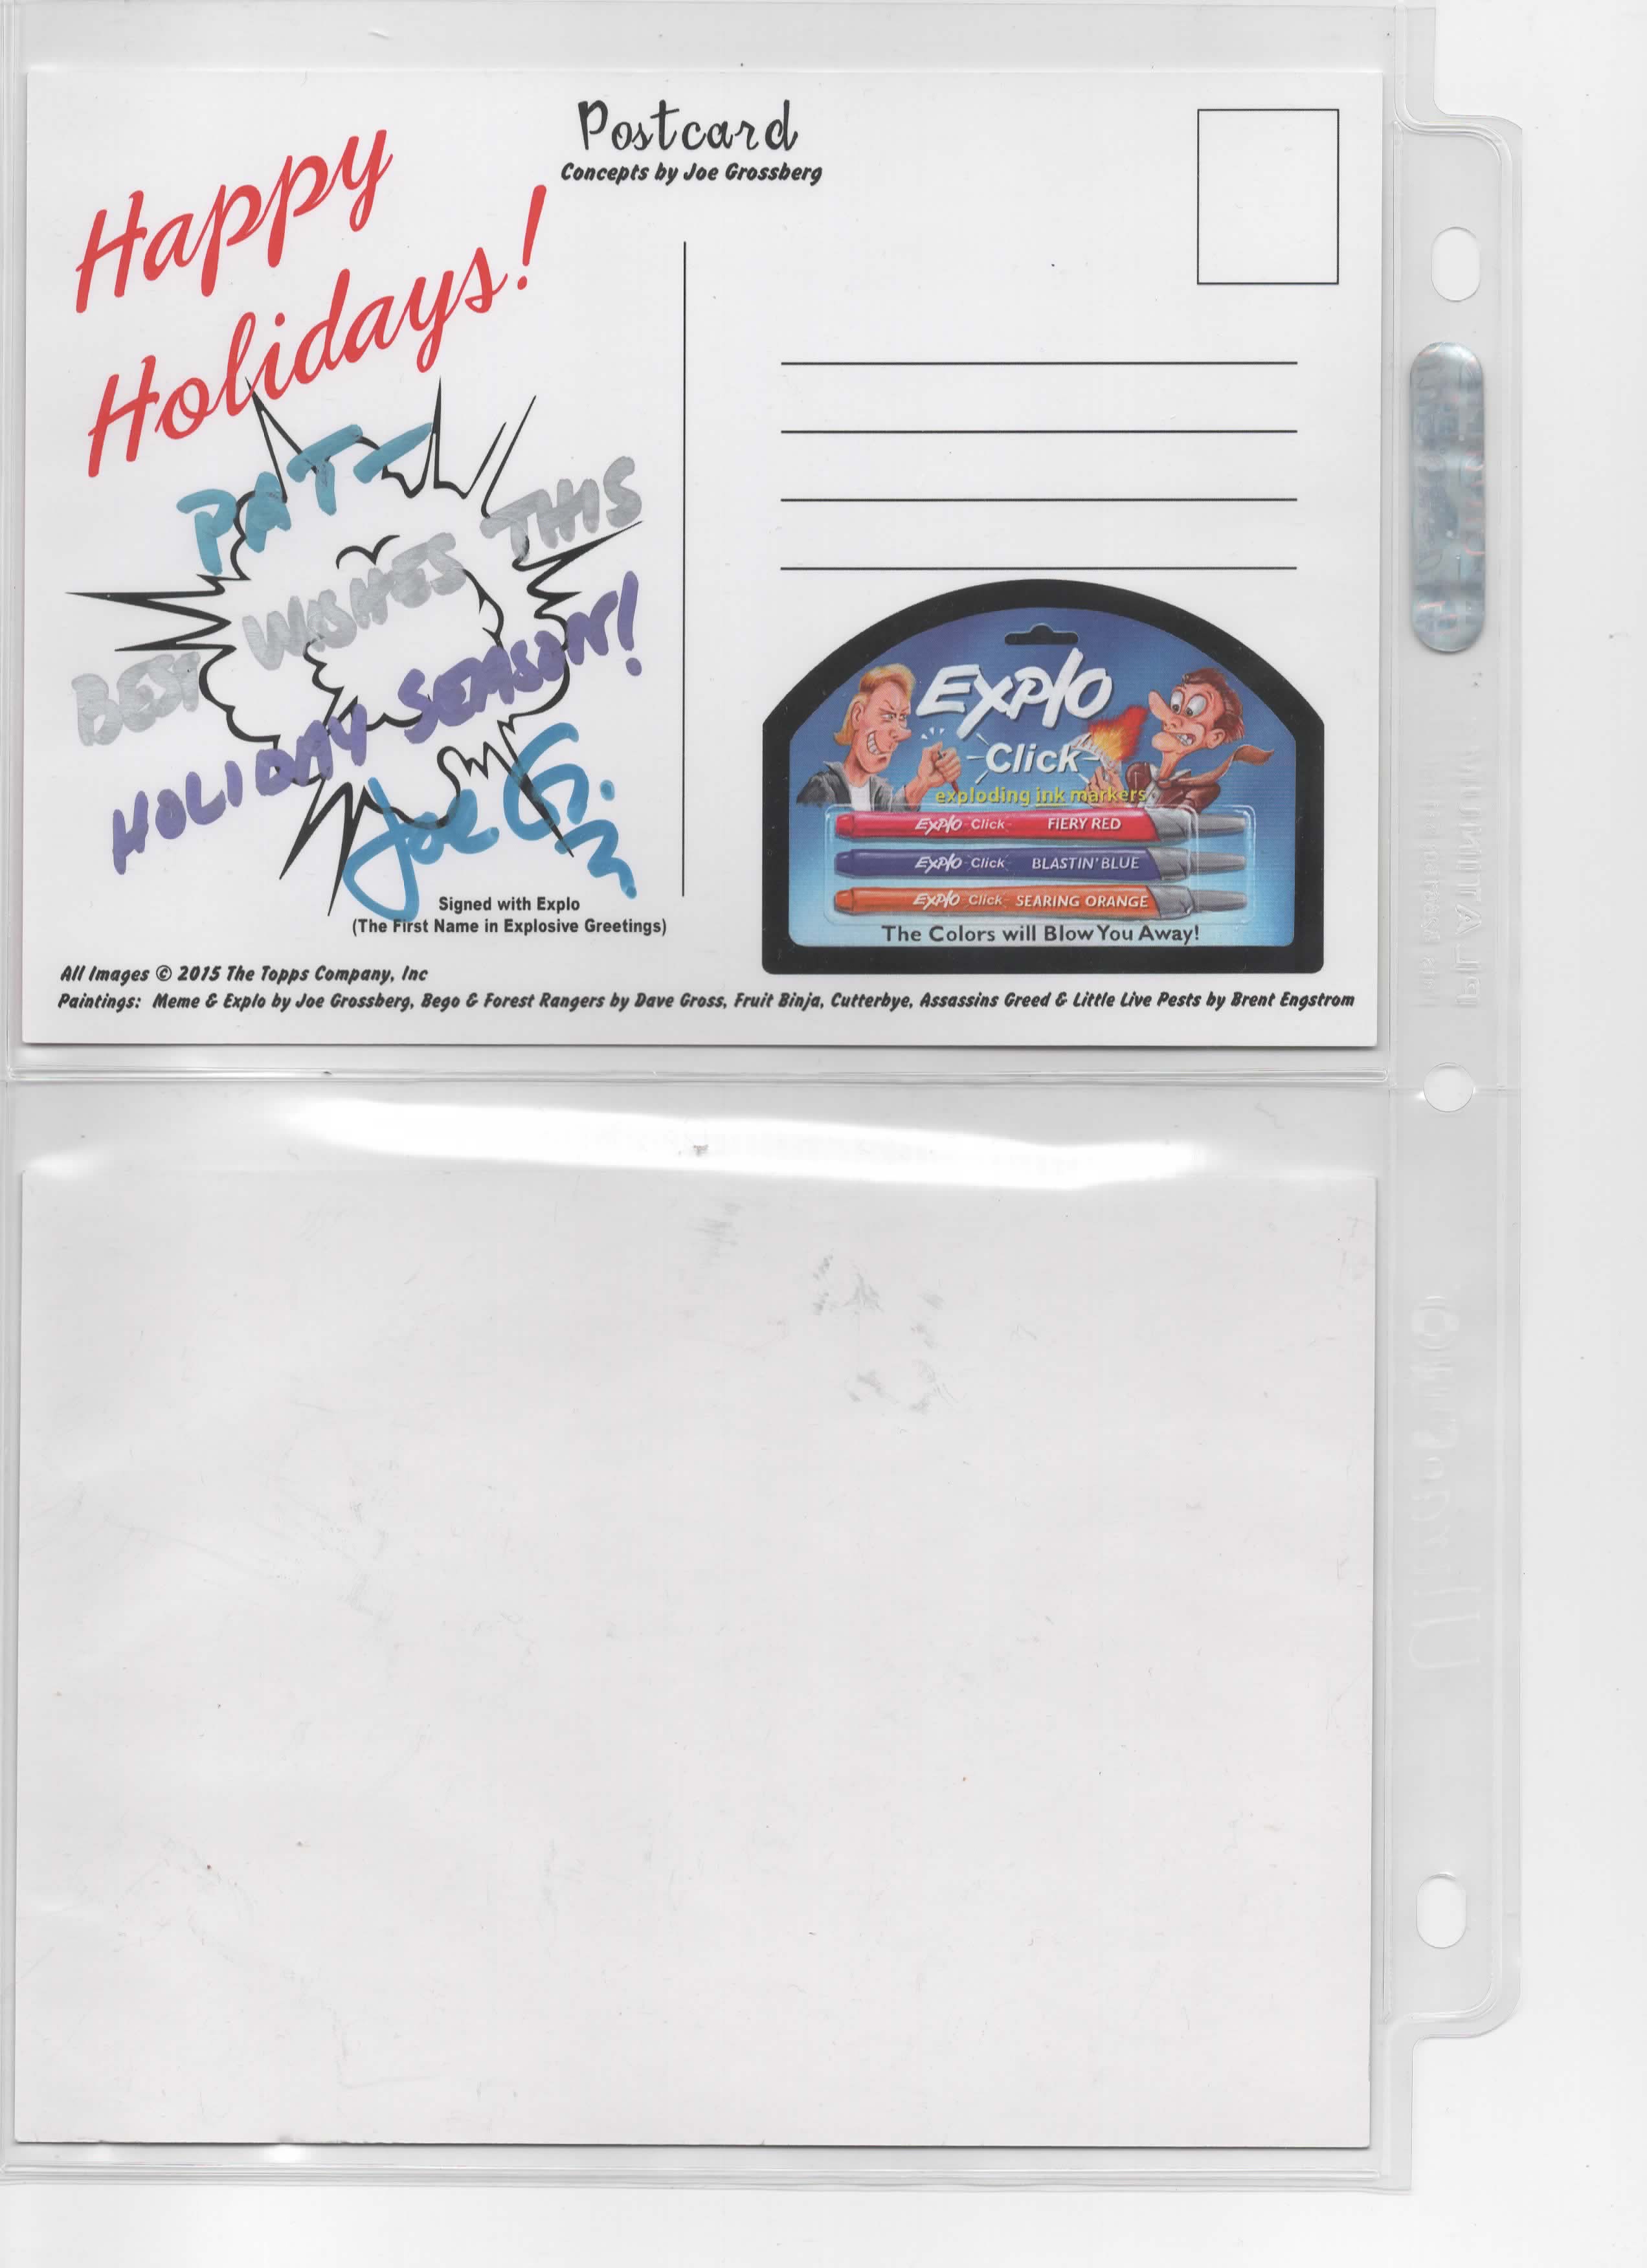 Postcard
Concepts by Joe Grossberg
Happy
Holidays!
PAT-
BEST WISHES THIS
HOLIDAY SEASON!
Joe G.
Signed with Explo
(The First Name in Explosive Greetings)
EXPlO
Click
exploding ink markers
EXPlO Click FIERY RED
EXPlO Click BLASTIN' BLUE
EXPlO Click SEARING ORANGE
The Colors will Blow You Away!
All Images © 2015 The Topps Company, Inc
Paintings: Meme & Explo by Joe Grossberg, Bego & Forest Rangers by Dave Gross, Fruit Binja, Cutterbye, Assassins Greed & Little Live Pests by Brent Engstrom
PLATINUM
Ultra-PRO